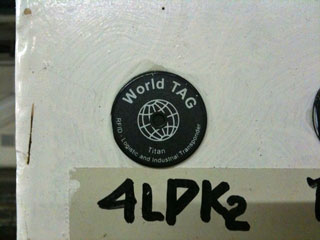 World TAG
Titan
RFID - Logistic and Industrial Transponder
4LPK2